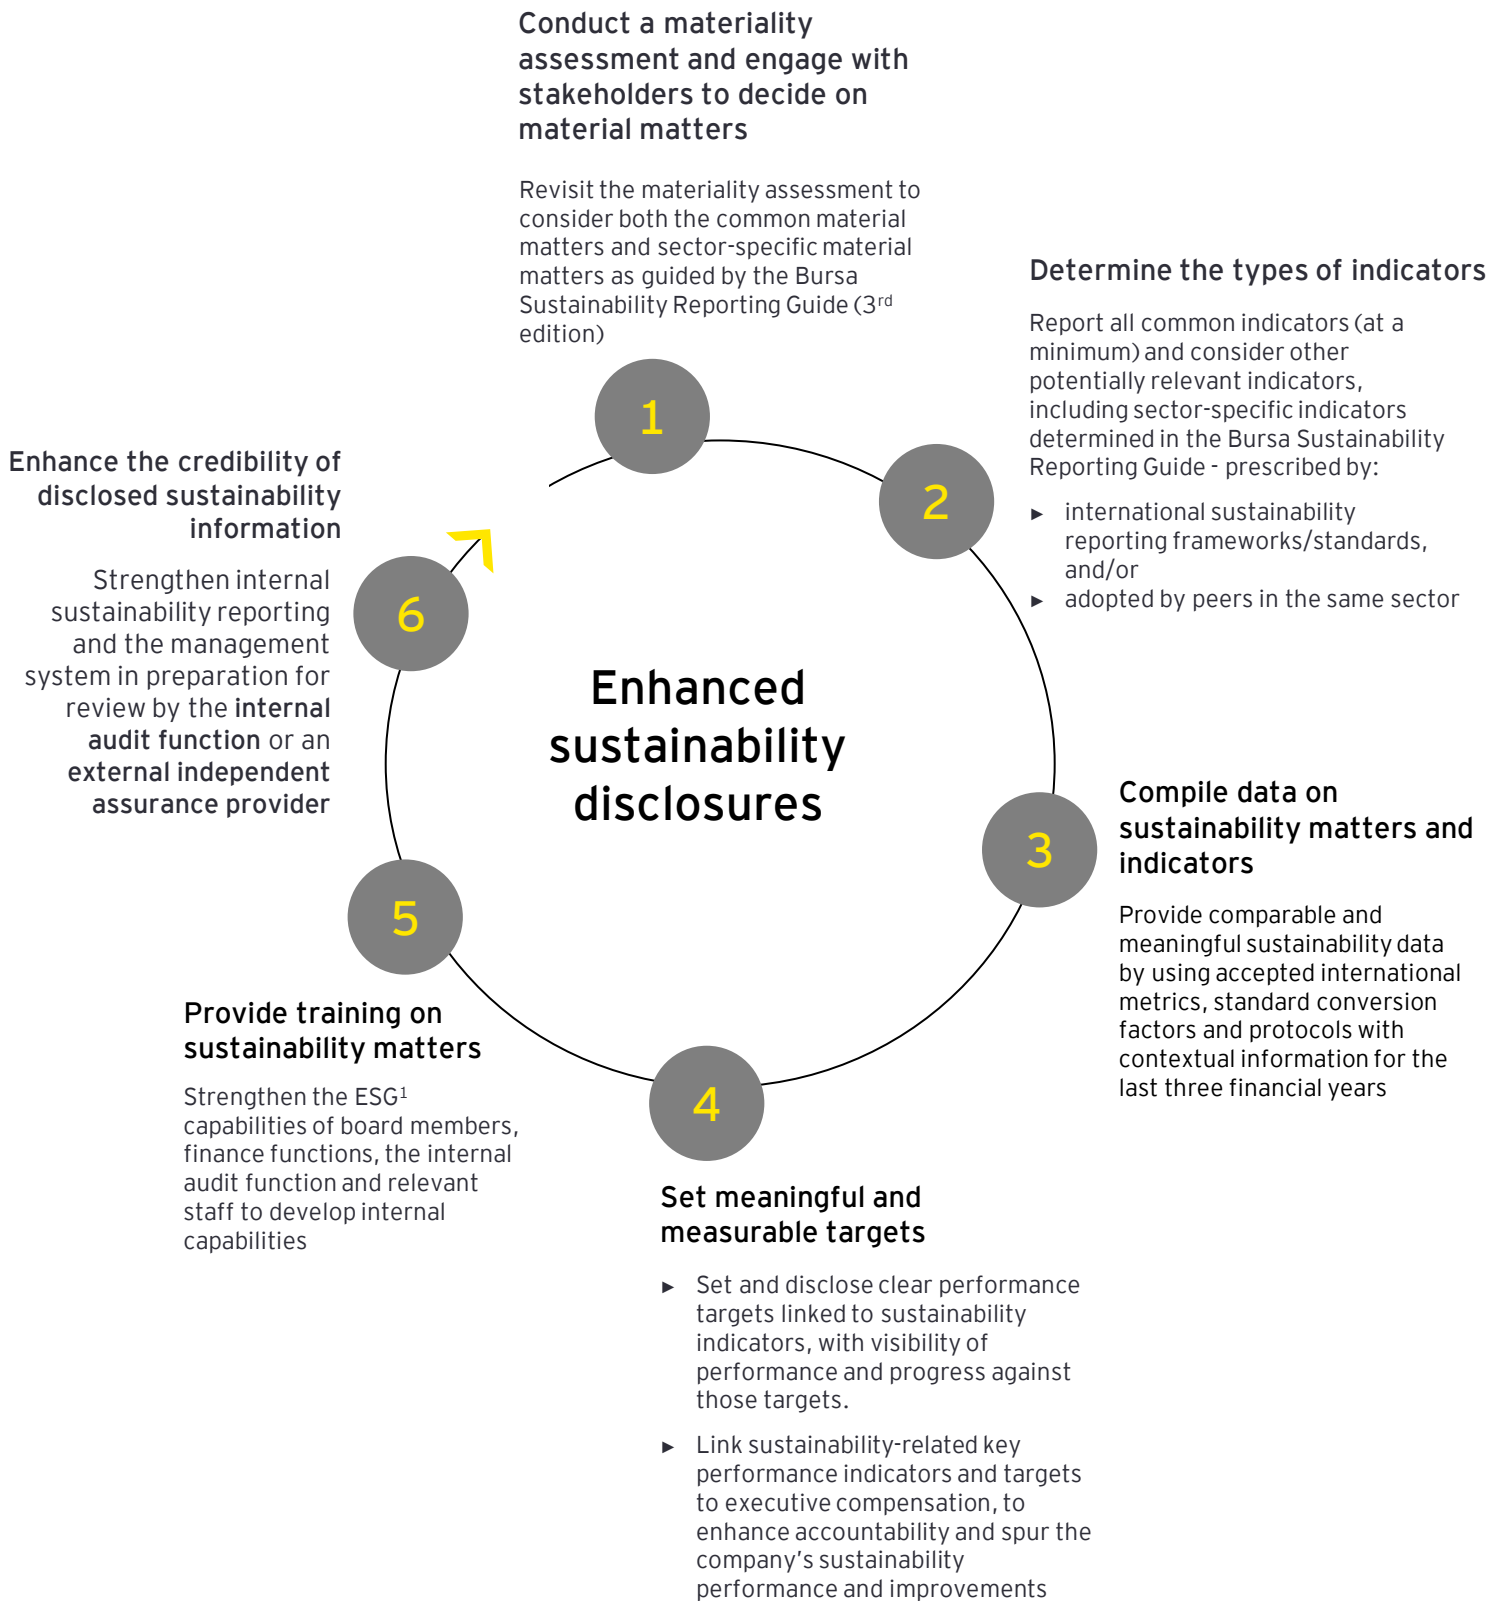 Conduct a materiality
assessment and engage with
stakeholders to decide on
material matters
Revisit the materiality assessment to
consider both the common material
matters and sector-specific material
matters as guided by the Bursa
Sustainability Reporting Guide (3rd
edition)
1
Determine the types of indicators
Report all common indicators (at a
minimum) and consider other
potentially relevant indicators,
including sector-specific indicators
determined in the Bursa Sustainability
Reporting Guide - prescribed by:
► international sustainability
reporting frameworks/standards,
and/or
► adopted by peers in the same sector
2
Compile data on
sustainability matters and
indicators
Provide comparable and
meaningful sustainability data
by using accepted international
metrics, standard conversion
factors and protocols with
contextual information for the
last three financial years
3
Set meaningful and
measurable targets
► Set and disclose clear performance
targets linked to sustainability
indicators, with visibility of
performance and progress against
those targets.
► Link sustainability-related key
performance indicators and targets
to executive compensation, to
enhance accountability and spur the
company's sustainability
performance and improvements
4
Provide training on
sustainability matters
Strengthen the ESG1
capabilities of board members,
finance functions, the internal
audit function and relevant
staff to develop internal
capabilities
5
Enhance the credibility of
disclosed sustainability
information
Strengthen internal
sustainability reporting
and the management
system in preparation for
review by the internal
audit function or an
external independent
assurance provider
6
Enhanced
sustainability
disclosures